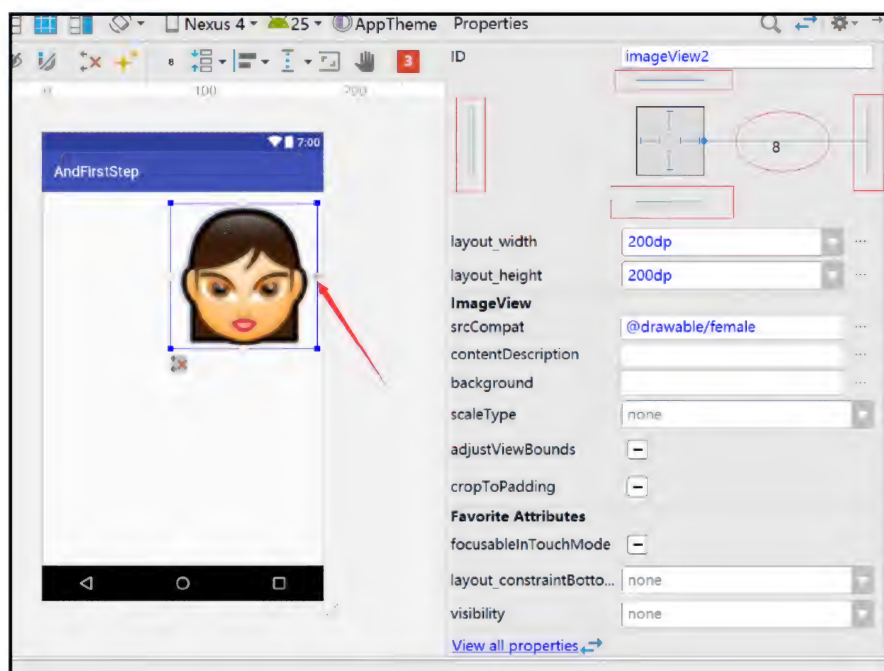 Nexus 4 25 AppTheme Properties
8 3
ID imageView2
0 100 200
7:00
AndFirstStep
8
layout_width 200dp
layout_height 200dp
ImageView
srcCompat @drawable/female
contentDescription
background
scaleType none
adjustViewBounds
cropToPadding
Favorite Attributes
focusableInTouchMode
layout_constraintBotto... none
visibility none
View all properties